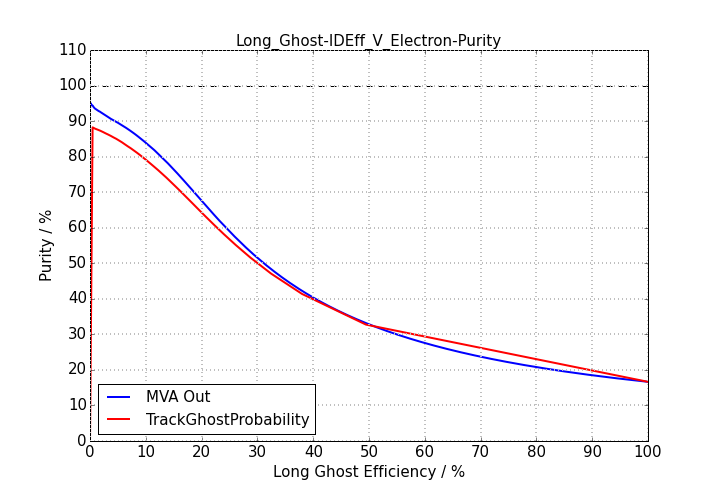 Long_Ghost-IDEff_V_Electron-Purity
110
100
90
80
70
60
50
40
30
20
10
0
Purity / %
MVA Out
TrackGhostProbability
0 10 20 30 40 50 60 70 80 90 100
Long Ghost Efficiency / %